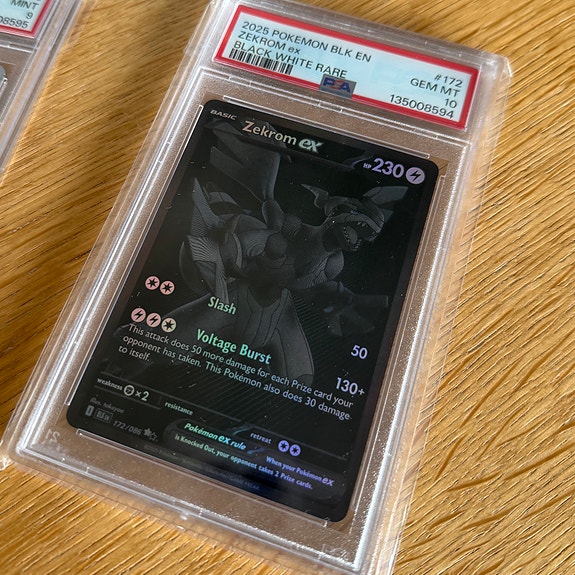 MINT
9
2025 POKEMON BLK EN
ZEKROM ex
BLACK WHITE RARE
#172
GEM MT
10
135008594
PSA
BASIC
Zekrom ex
HP 230
Slash
50
Voltage Burst
130+
This attack does 50 more damage for each Prize card your
opponent has taken. This Pokémon also does 30 damage
to itself.
weakness ×2
resistance
retreat
172/086
Pokémon ex rule
When your Pokémon ex
is Knocked Out, your opponent takes 2 Prize cards.